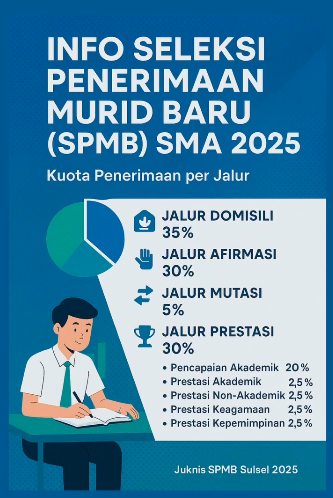 INFO SELEKSI
PENERIMAAN
MURID BARU
(SPMB) SMA 2025
Kuota Penerimaan per Jalur
JALUR DOMISILI
35%
JALUR AFIRMASI
30%
JALUR MUTASI
5%
JALUR PRESTASI
30%
• Pencapaian Akademik 20%
• Prestasi Akademik 2,5%
• Prestasi Non-Akademik 2,5%
• Prestasi Keagamaan 2,5%
• Prestasi Kepemimpinan 2,5%
Juknis SPMB Sulsel 2025